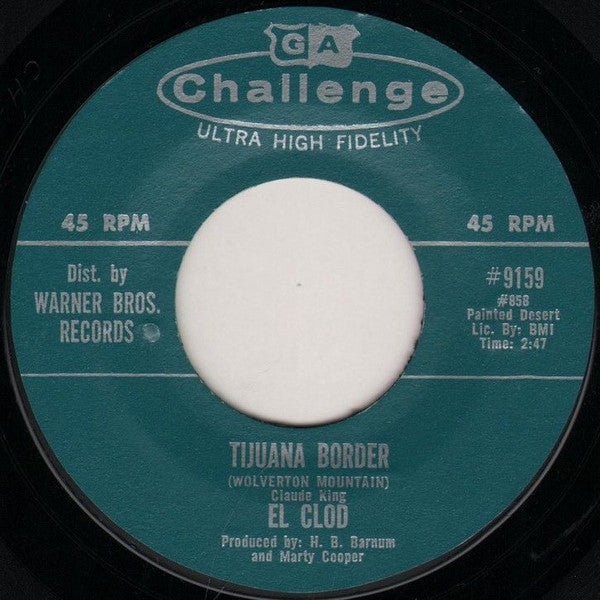 GA
Challenge
ULTRA HIGH FIDELITY
45 RPM
45 RPM
Dist. by
WARNER BROS.
RECORDS
#9159
#858
Painted Desert
Lic. By: BMI
Time: 2:47
TIJUANA BORDER
(WOLVERTON MOUNTAIN)
Claude King
EL CLOD
Produced by: H. B. Barnum
and Marty Cooper